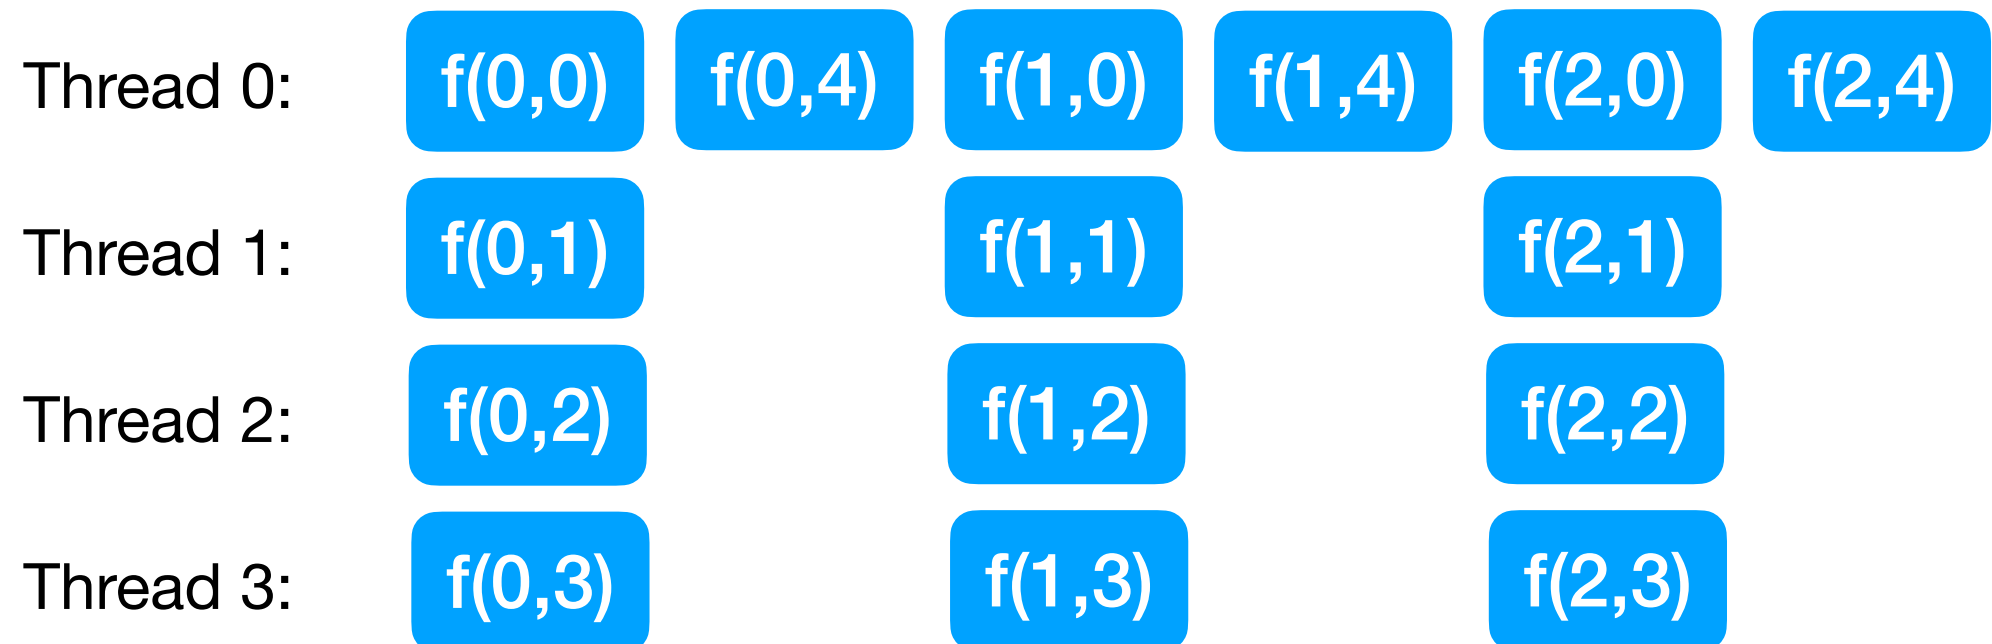 Thread 0: f(0,0) f(0,4) f(1,0) f(1,4) f(2,0) f(2,4)
Thread 1: f(0,1) f(1,1) f(2,1)
Thread 2: f(0,2) f(1,2) f(2,2)
Thread 3: f(0,3) f(1,3) f(2,3)